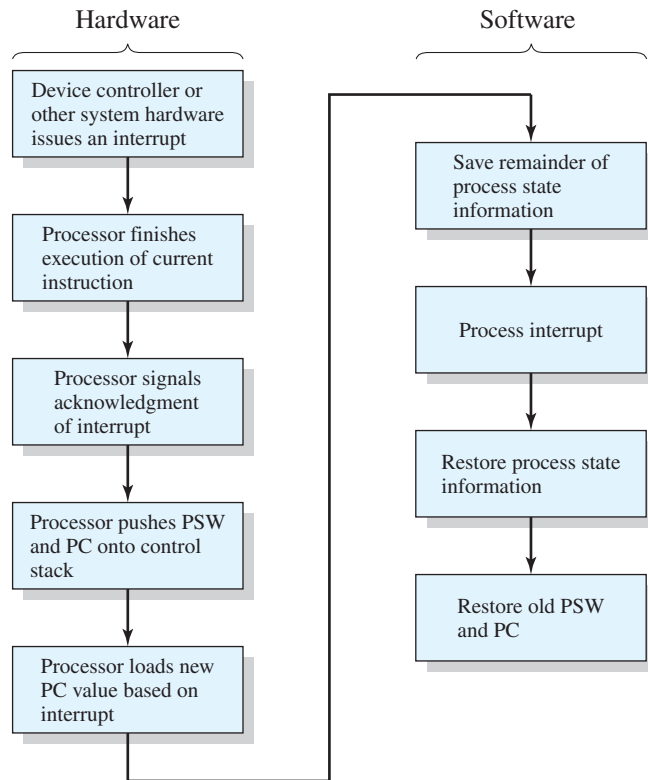 Hardware
Device controller or
other system hardware
issues an interrupt
Processor finishes
execution of current
instruction
Processor signals
acknowledgment
of interrupt
Processor pushes PSW
and PC onto control
stack
Processor loads new
PC value based on
interrupt
Software
Save remainder of
process state
information
Process interrupt
Restore process state
information
Restore old PSW
and PC